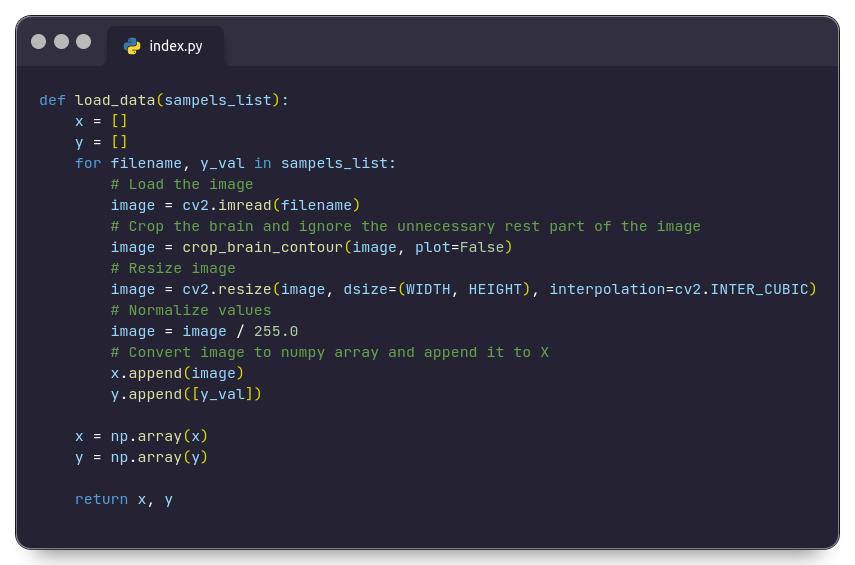 index.py
def load_data(sampels_list):
    x = []
    y = []
    for filename, y_val in sampels_list:
        # Load the image
        image = cv2.imread(filename)
        # Crop the brain and ignore the unnecessary rest part of the image
        image = crop_brain_contour(image, plot=False)
        # Resize image
        image = cv2.resize(image, dsize=(WIDTH, HEIGHT), interpolation=cv2.INTER_CUBIC)
        # Normalize values
        image = image / 255.0
        # Convert image to numpy array and append it to X
        x.append(image)
        y.append([y_val])
    x = np.array(x)
    y = np.array(y)
    return x, y